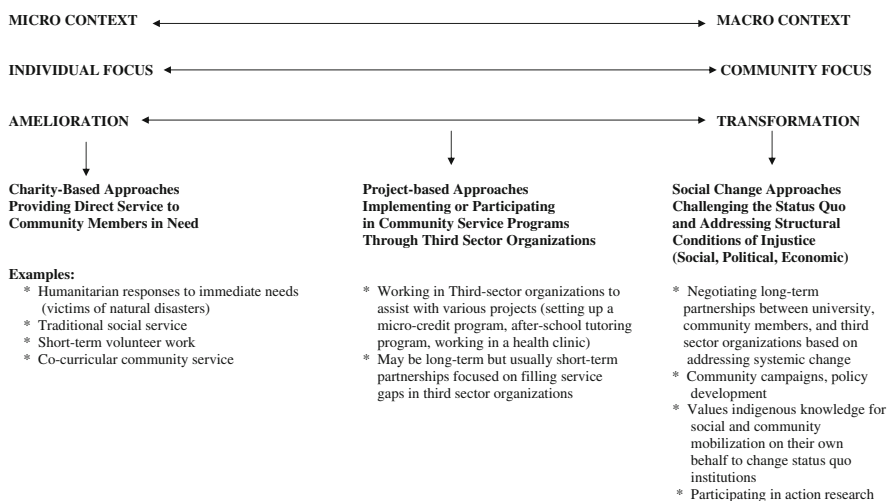 MICRO CONTEXT MACRO CONTEXT
INDIVIDUAL FOCUS COMMUNITY FOCUS
AMELIORATION TRANSFORMATION
Charity-Based Approaches
Providing Direct Service to
Community Members in Need
Examples:
* Humanitarian responses to immediate needs
(victims of natural disasters)
* Traditional social service
* Short-term volunteer work
* Co-curricular community service
Project-based Approaches
Implementing or Participating
in Community Service Programs
Through Third Sector Organizations
* Working in Third-sector organizations to
assist with various projects (setting up a
micro-credit program, after-school tutoring
program, working in a health clinic)
* May be long-term but usually short-term
partnerships focused on filling service
gaps in third sector organizations
Social Change Approaches
Challenging the Status Quo
and Addressing Structural
Conditions of Injustice
(Social, Political, Economic)
* Negotiating long-term
partnerships between university,
community members, and third
sector organizations based on
addressing systemic change
* Community campaigns, policy
development
* Values indigenous knowledge for
social and community
mobilization on their own
behalf to change status quo
institutions
* Participating in action research